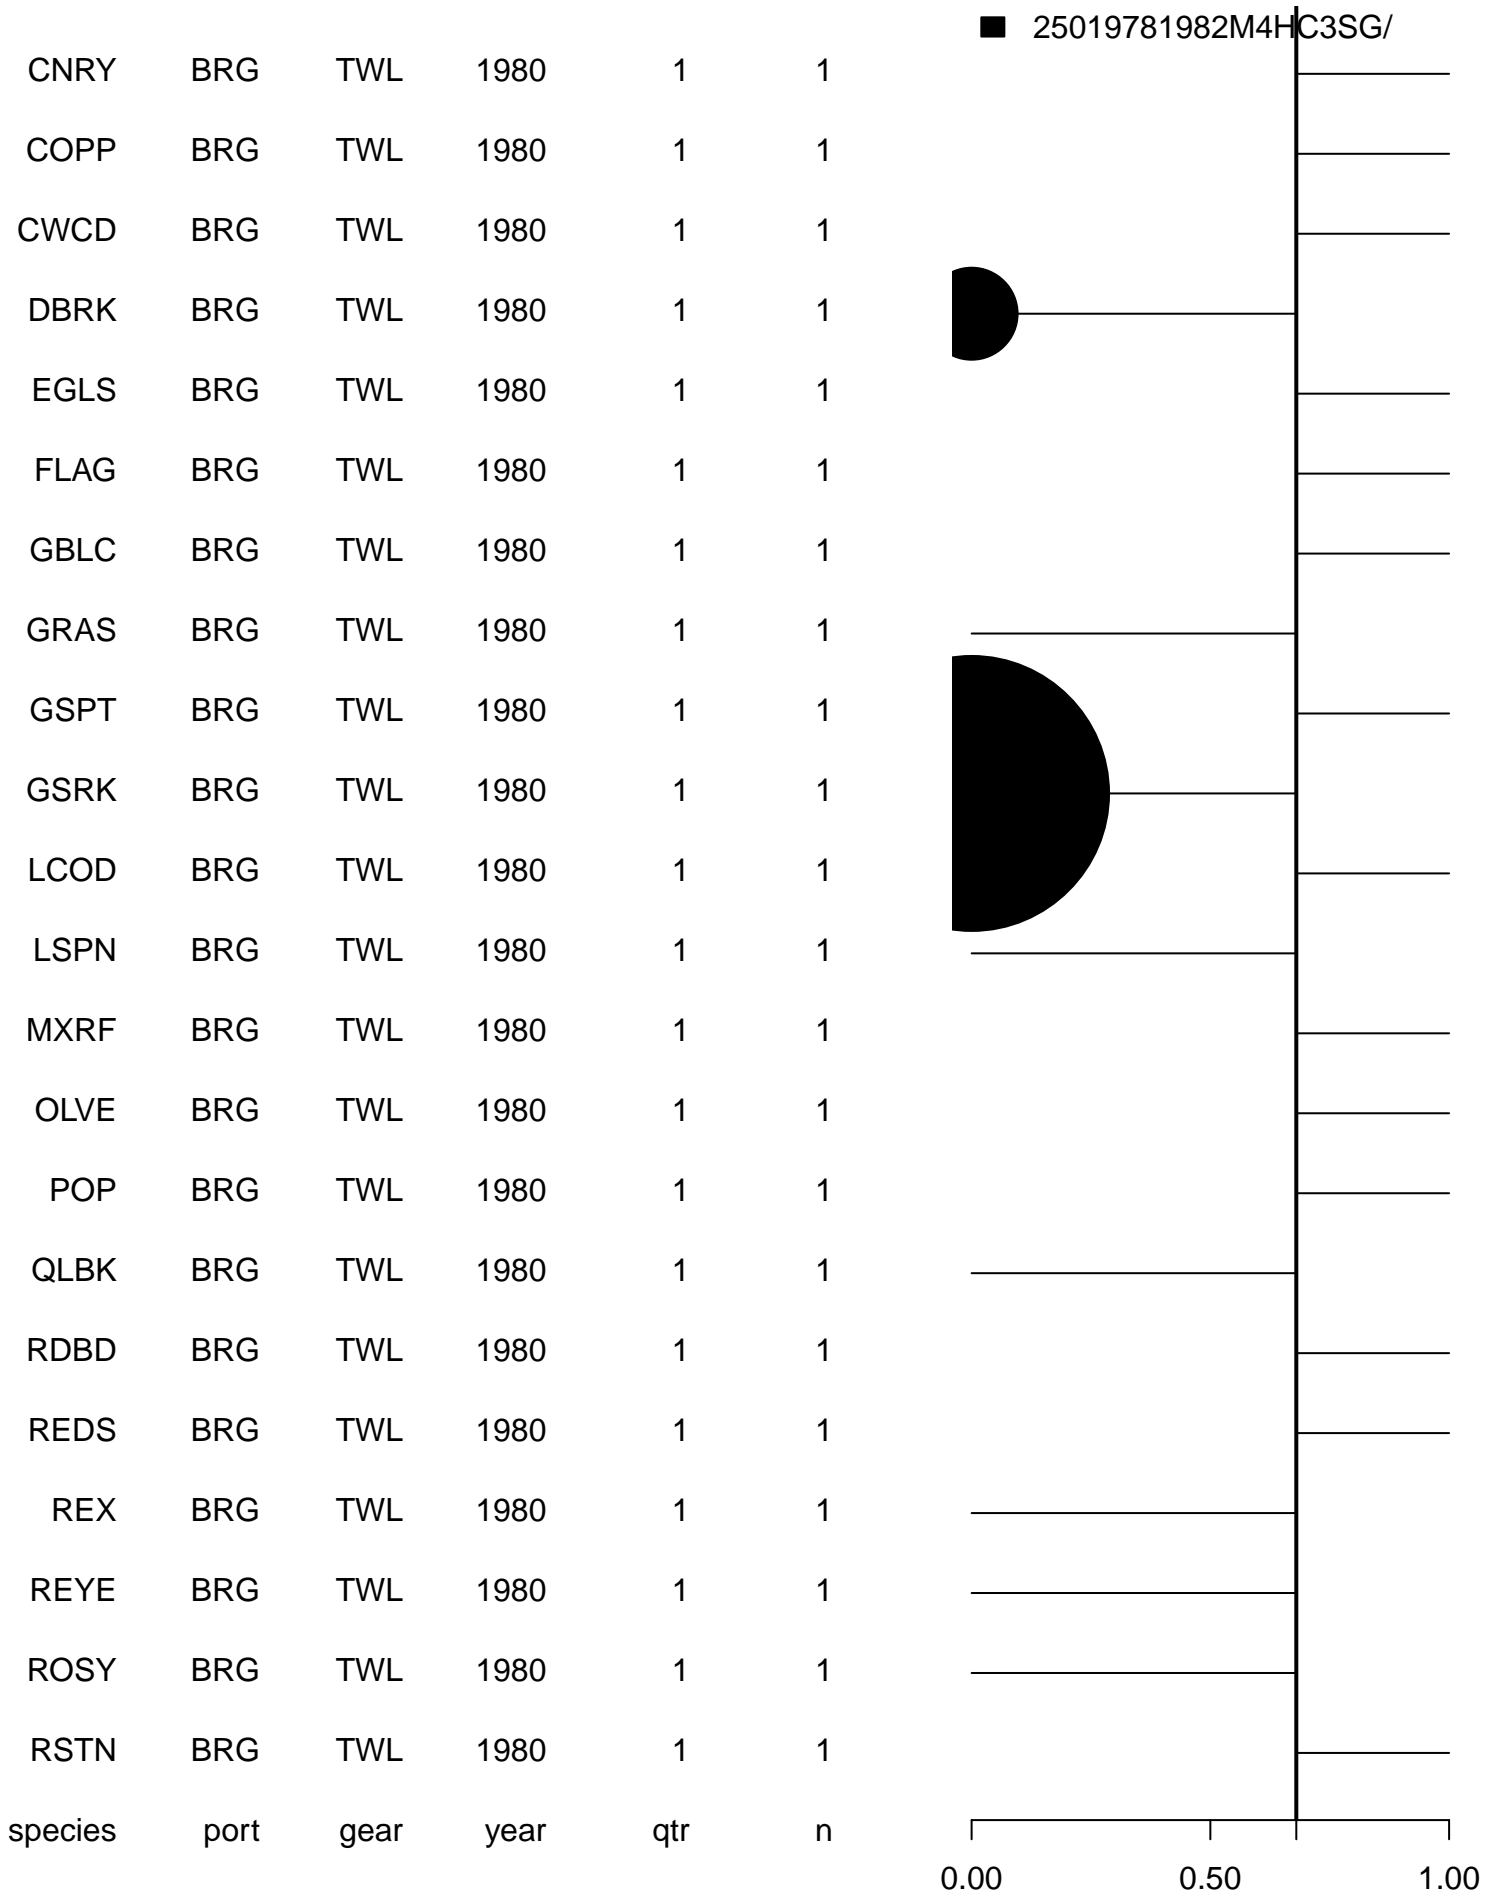 25019781982M4HC3SG/
CNRY BRG TWL 1980 1 1
COPP BRG TWL 1980 1 1
CWCD BRG TWL 1980 1 1
DBRK BRG TWL 1980 1 1
EGLS BRG TWL 1980 1 1
FLAG BRG TWL 1980 1 1
GBLC BRG TWL 1980 1 1
GRAS BRG TWL 1980 1 1
GSPT BRG TWL 1980 1 1
GSRK BRG TWL 1980 1 1
LCOD BRG TWL 1980 1 1
LSPN BRG TWL 1980 1 1
MXRF BRG TWL 1980 1 1
OLVE BRG TWL 1980 1 1
POP BRG TWL 1980 1 1
QLBK BRG TWL 1980 1 1
RDBD BRG TWL 1980 1 1
REDS BRG TWL 1980 1 1
REX BRG TWL 1980 1 1
REYE BRG TWL 1980 1 1
ROSY BRG TWL 1980 1 1
RSTN BRG TWL 1980 1 1
species port gear year qtr n
0.00 0.50 1.00